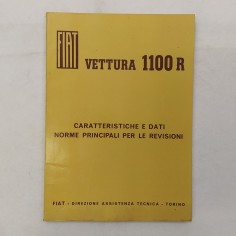 FIAT VETTURA 1100 R
CARATTERISTICHE E DATI
NORME PRINCIPALI PER LE REVISIONI
FIAT - DIREZIONE ASSISTENZA TECNICA - TORINO